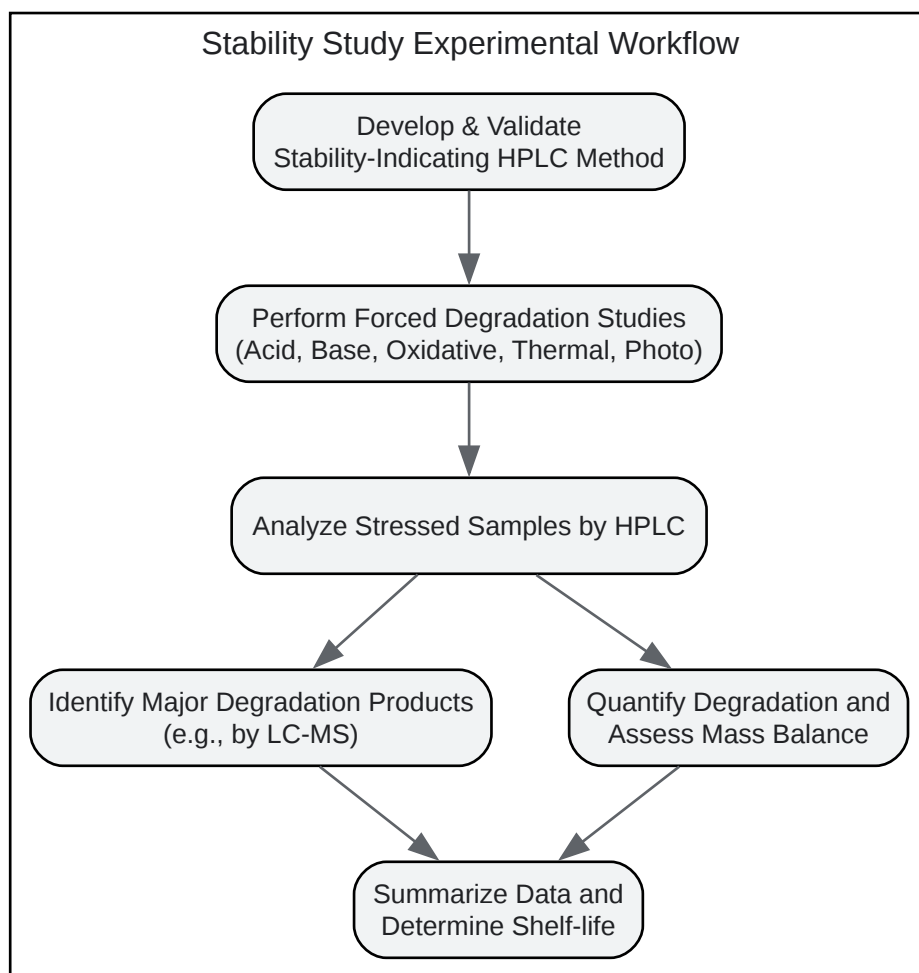 Stability Study Experimental Workflow
Develop & Validate
Stability-Indicating HPLC Method
Perform Forced Degradation Studies
(Acid, Base, Oxidative, Thermal, Photo)
Analyze Stressed Samples by HPLC
Identify Major Degradation Products
(e.g., by LC-MS)
Quantify Degradation and
Assess Mass Balance
Summarize Data and
Determine Shelf-life